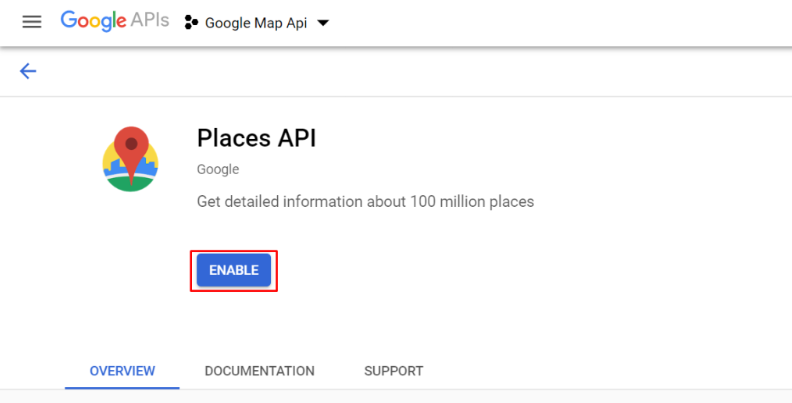 Google APIs Google Map Api
Places API
Google
Get detailed information about 100 million places
ENABLE
OVERVIEW DOCUMENTATION SUPPORT